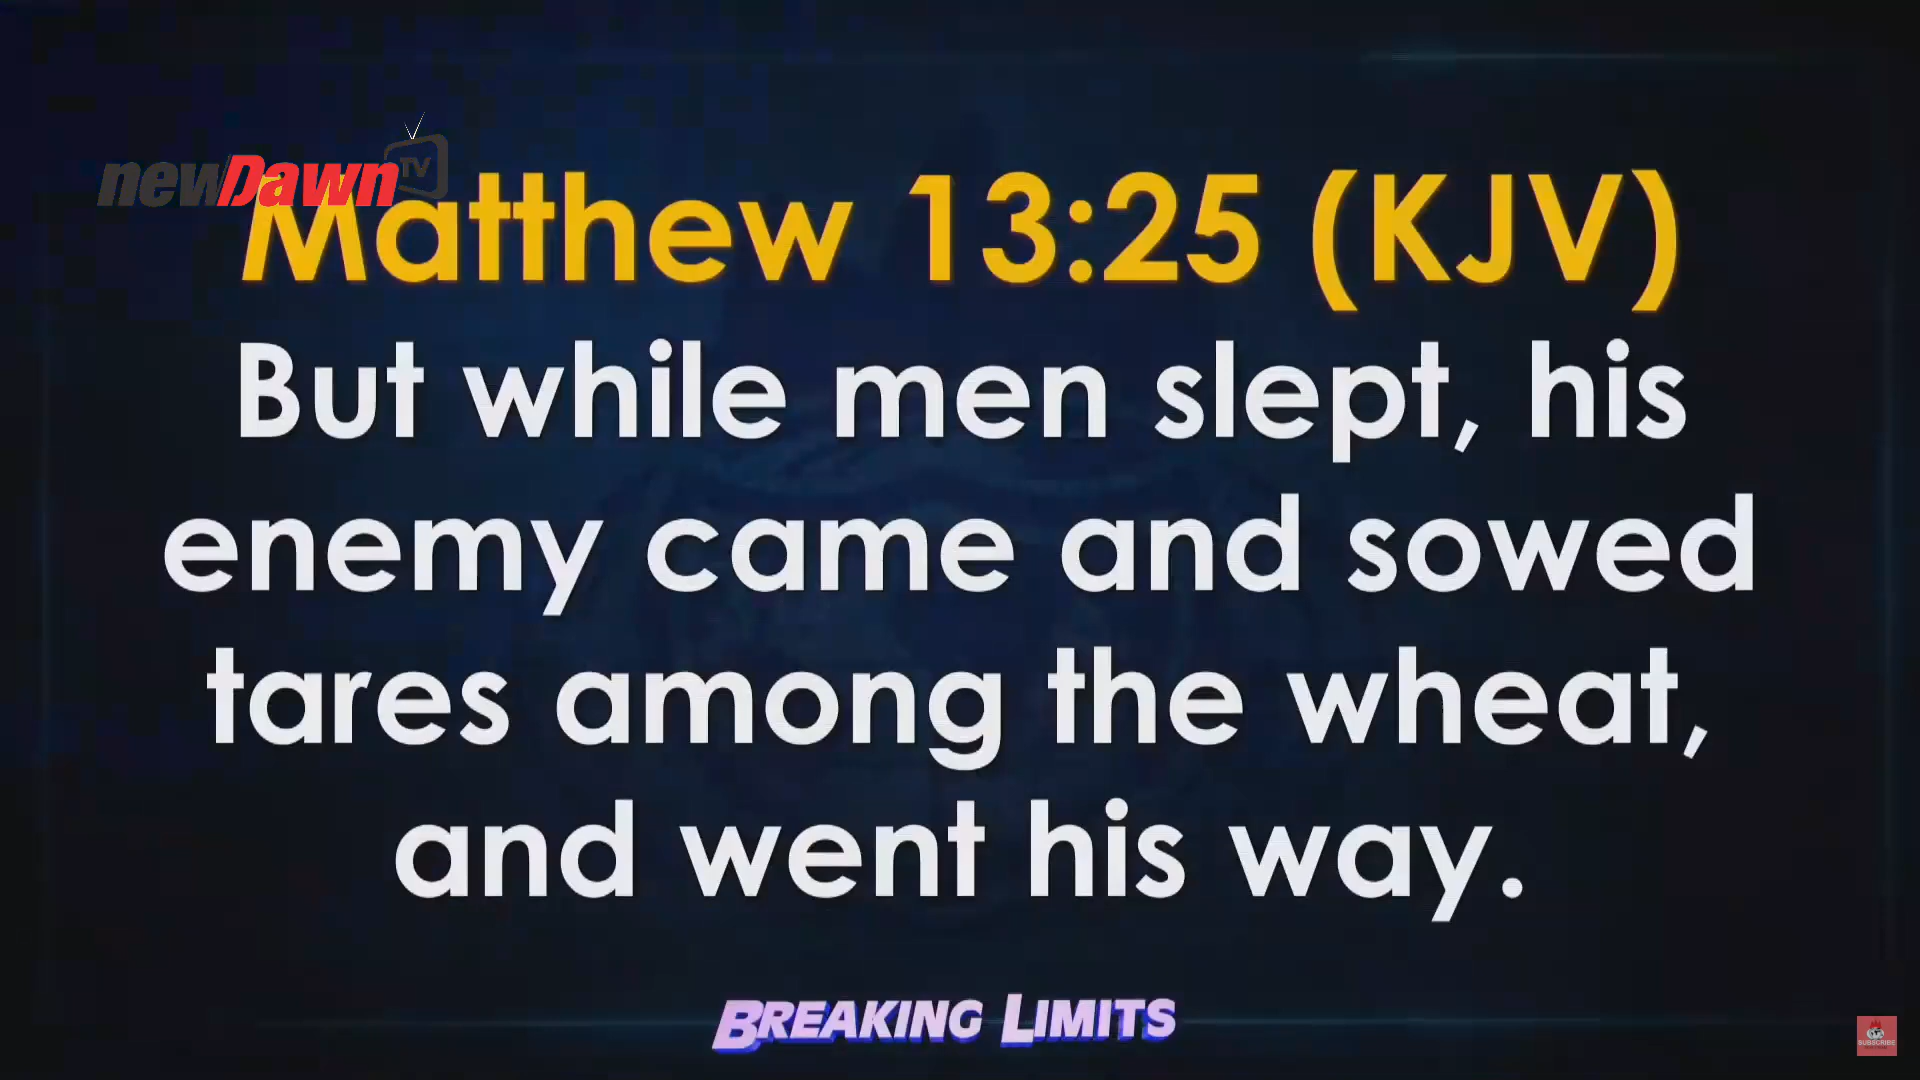 newDawn TV
Matthew 13:25 (KJV)
But while men slept, his
enemy came and sowed
tares among the wheat,
and went his way.
BREAKING LIMITS
SUBSCRIBE